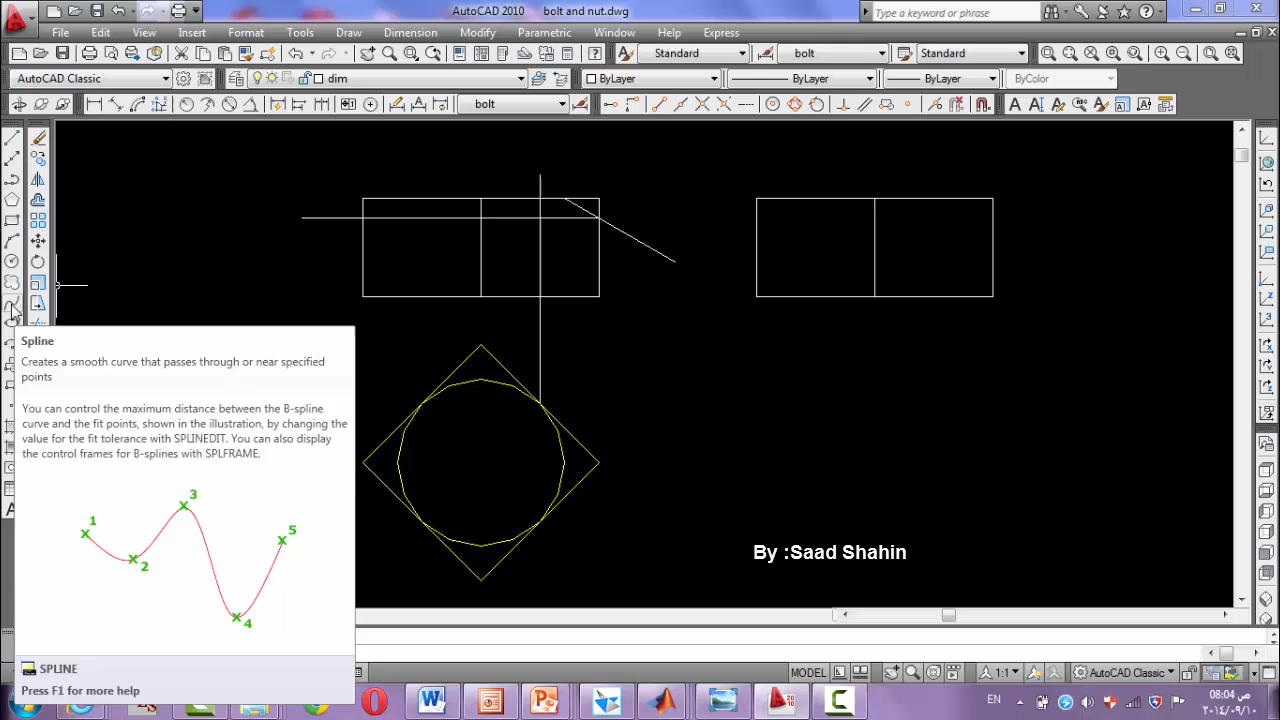 AutoCAD 2010 bolt and nut.dwg
Type a keyword or phrase
File Edit View Insert Format Tools Draw Dimension Modify Parametric Window Help Express
Standard bolt Standard
AutoCAD Classic dim ByLayer ByLayer ByLayer ByColor
bolt
Spline
Creates a smooth curve that passes through or near specified
points
You can control the maximum distance between the B-spline
curve and the fit points, shown in the illustration, by changing the
value for the fit tolerance with SPLINEDIT. You can also display
the control frames for B-splines with SPLFRAME.
1
2
3
4
5
By :Saad Shahin
SPLINE
Press F1 for more help
MODEL 1:1 AutoCAD Classic
EN
08:04 ص
٢٠١٤/٠٩/١٠